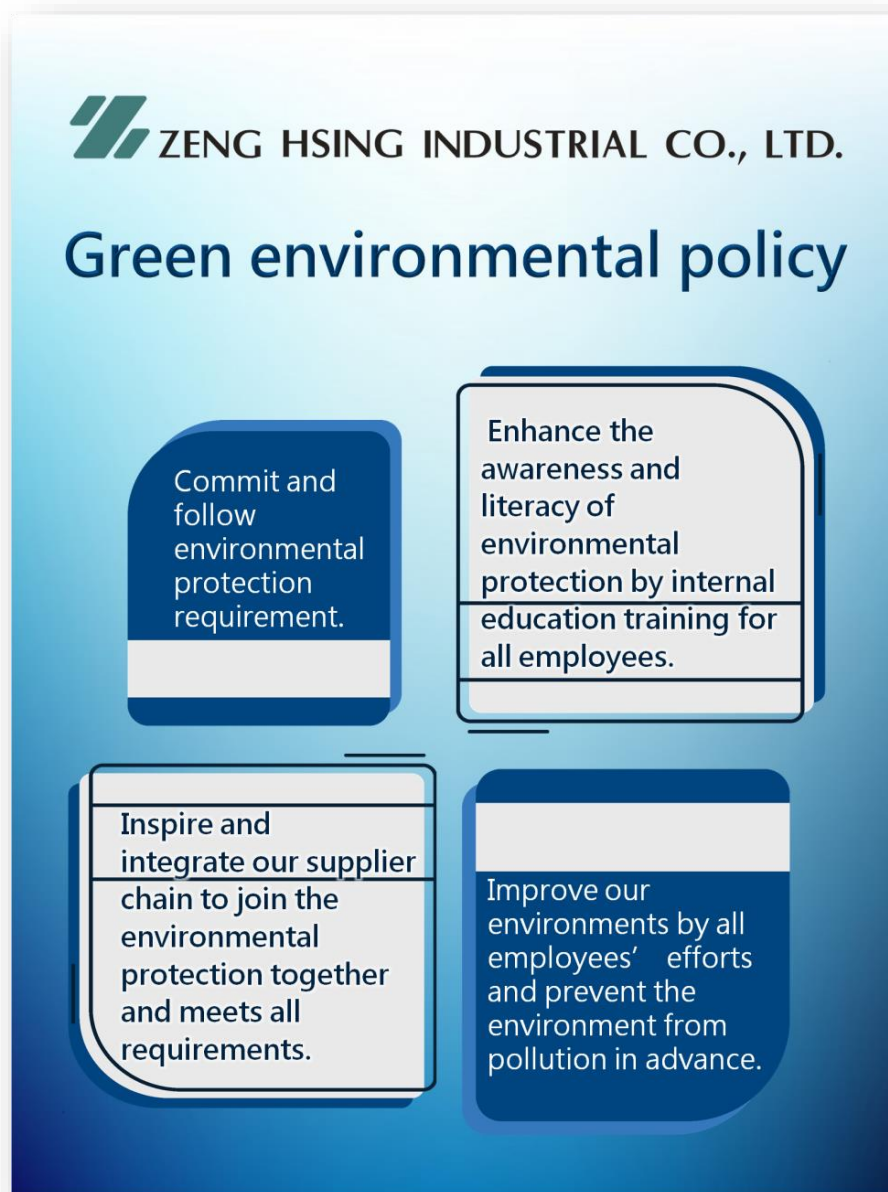 ZENG HSING INDUSTRIAL CO., LTD.
Green environmental policy
Commit and
follow
environmental
protection
requirement.
Enhance the
awareness and
literacy of
environmental
protection by internal
education training for
all employees.
Inspire and
integrate our supplier
chain to join the
environmental
protection together
and meets all
requirements.
Improve our
environments by all
employees’ efforts
and prevent the
environment from
pollution in advance.